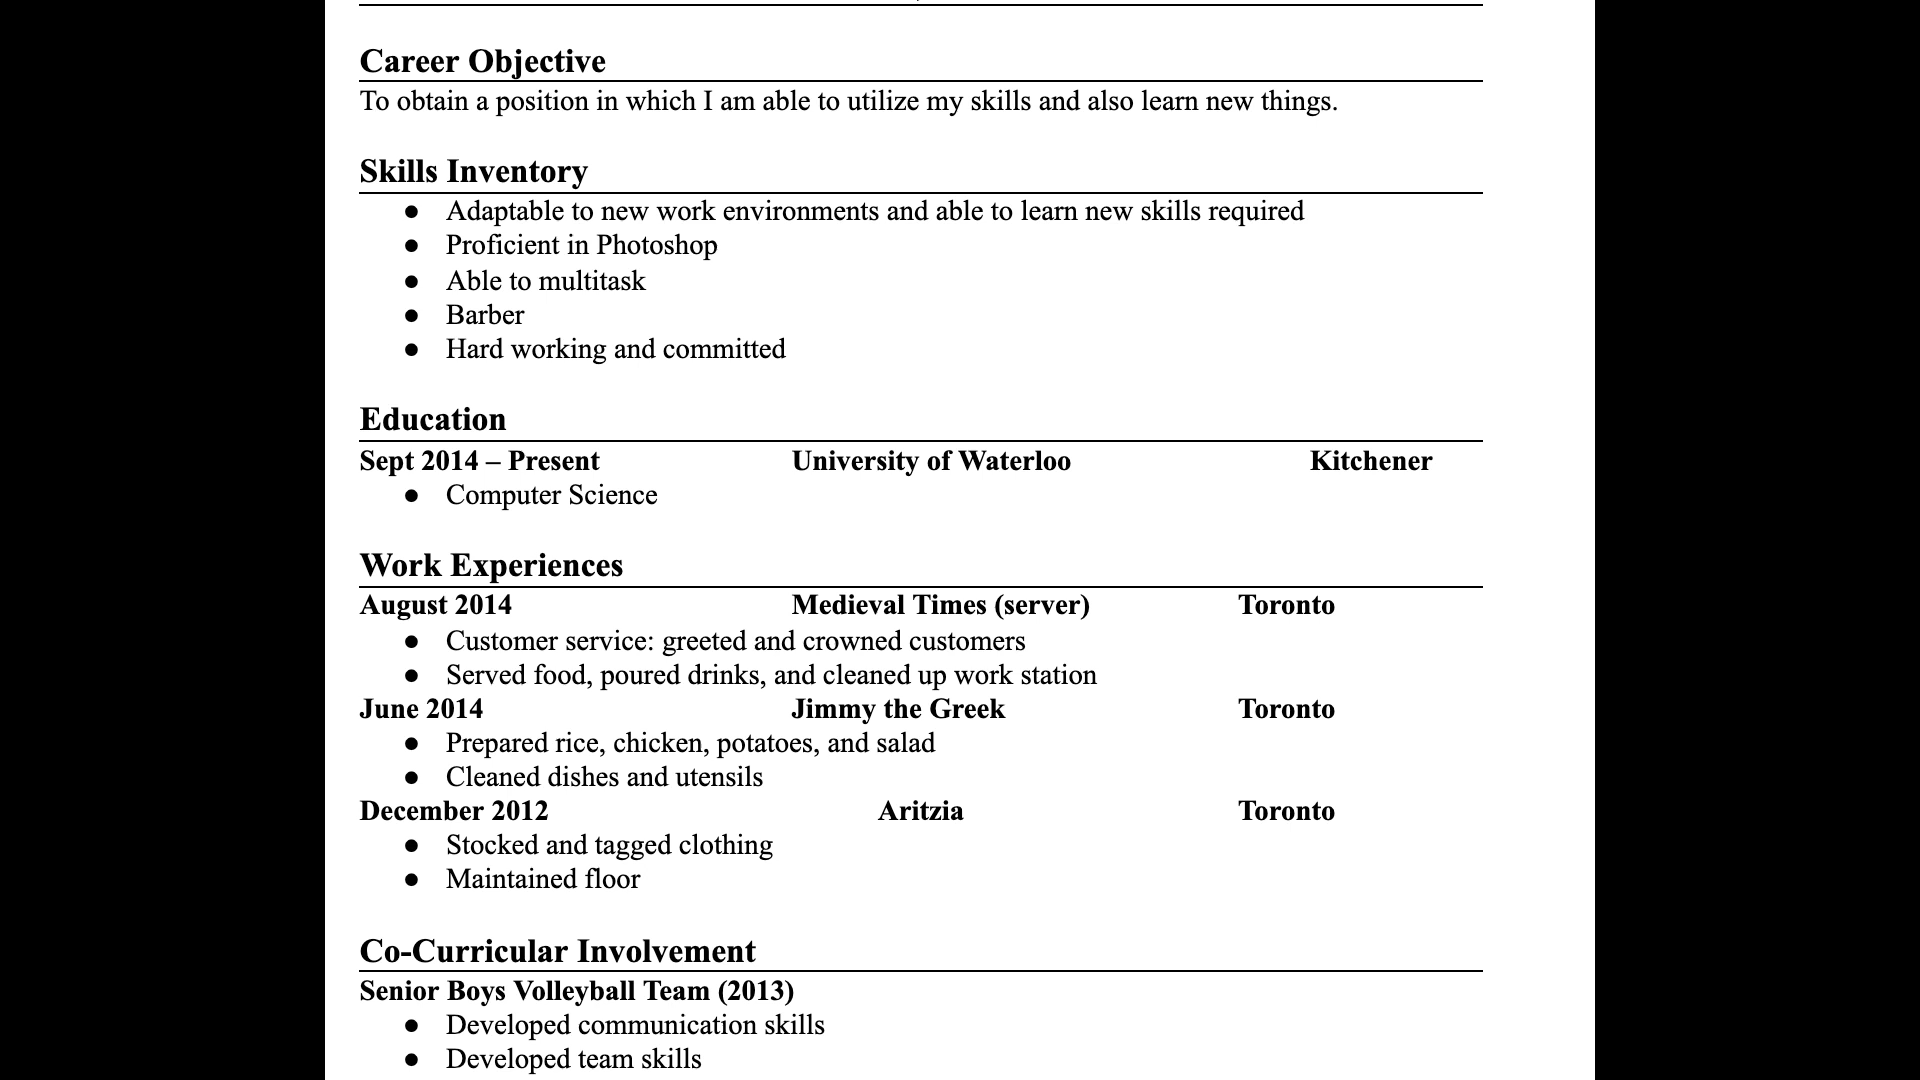 Career Objective
To obtain a position in which I am able to utilize my skills and also learn new things.
Skills Inventory
● Adaptable to new work environments and able to learn new skills required
● Proficient in Photoshop
● Able to multitask
● Barber
● Hard working and committed
Education
Sept 2014 – Present University of Waterloo Kitchener
● Computer Science
Work Experiences
August 2014 Medieval Times (server) Toronto
● Customer service: greeted and crowned customers
● Served food, poured drinks, and cleaned up work station
June 2014 Jimmy the Greek Toronto
● Prepared rice, chicken, potatoes, and salad
● Cleaned dishes and utensils
December 2012 Aritzia Toronto
● Stocked and tagged clothing
● Maintained floor
Co-Curricular Involvement
Senior Boys Volleyball Team (2013)
● Developed communication skills
● Developed team skills